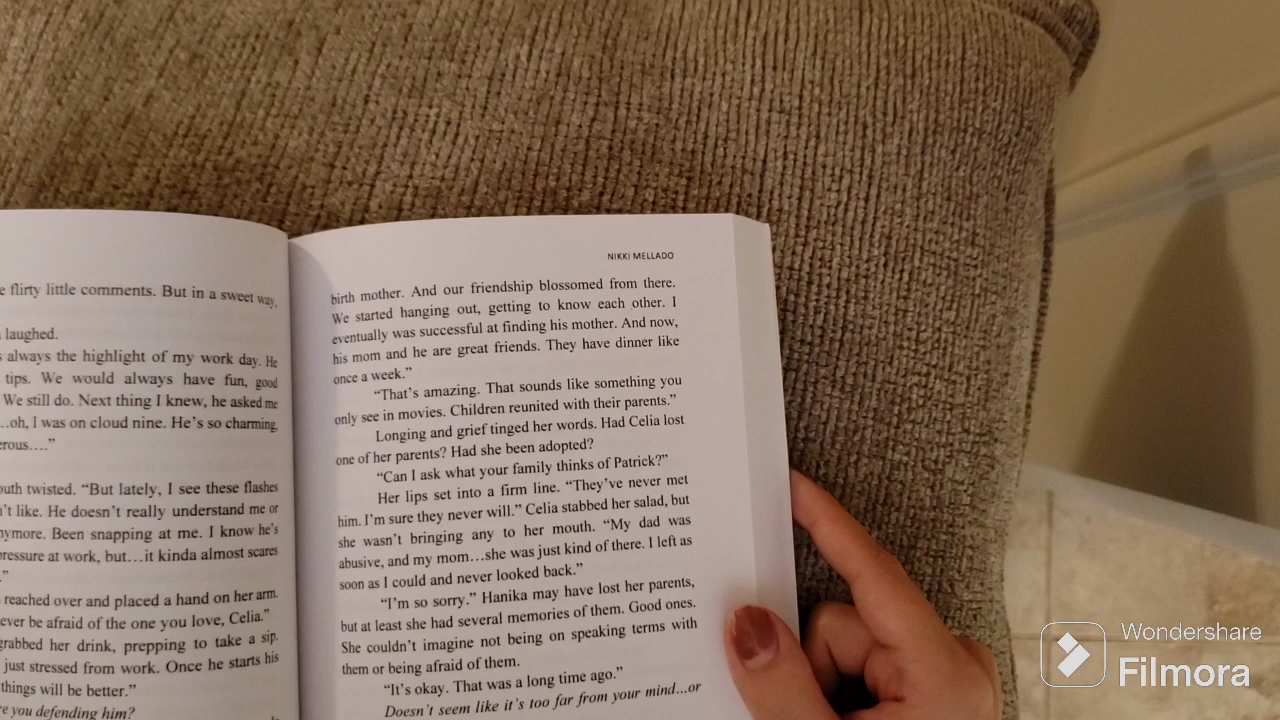 e flirty little comments. But in a sweet way,
laughed.
always the highlight of my work day. He
tips. We would always have fun, good
We still do. Next thing I knew, he asked me
…oh, I was on cloud nine. He's so charming,
erous….”
outh twisted. “But lately, I see these flashes
n't like. He doesn't really understand me or
nymore. Been snapping at me. I know he's
pressure at work, but…it kinda almost scares
”
reached over and placed a hand on her arm.
ever be afraid of the one you love, Celia.”
grabbed her drink, prepping to take a sip.
just stressed from work. Once he starts his
things will be better.”
re you defending him?
NIKKI MELLADO
birth mother. And our friendship blossomed from there.
We started hanging out, getting to know each other. I
eventually was successful at finding his mother. And now,
his mom and he are great friends. They have dinner like
once a week.”
“That's amazing. That sounds like something you
only see in movies. Children reunited with their parents.”
Longing and grief tinged her words. Had Celia lost
one of her parents? Had she been adopted?
“Can I ask what your family thinks of Patrick?”
Her lips set into a firm line. “They've never met
him. I'm sure they never will.” Celia stabbed her salad, but
she wasn't bringing any to her mouth. “My dad was
abusive, and my mom…she was just kind of there. I left as
soon as I could and never looked back.”
“I'm so sorry.” Hanika may have lost her parents,
but at least she had several memories of them. Good ones.
She couldn't imagine not being on speaking terms with
them or being afraid of them.
“It's okay. That was a long time ago.”
Doesn't seem like it's too far from your mind...or
Wondershare
Filmora